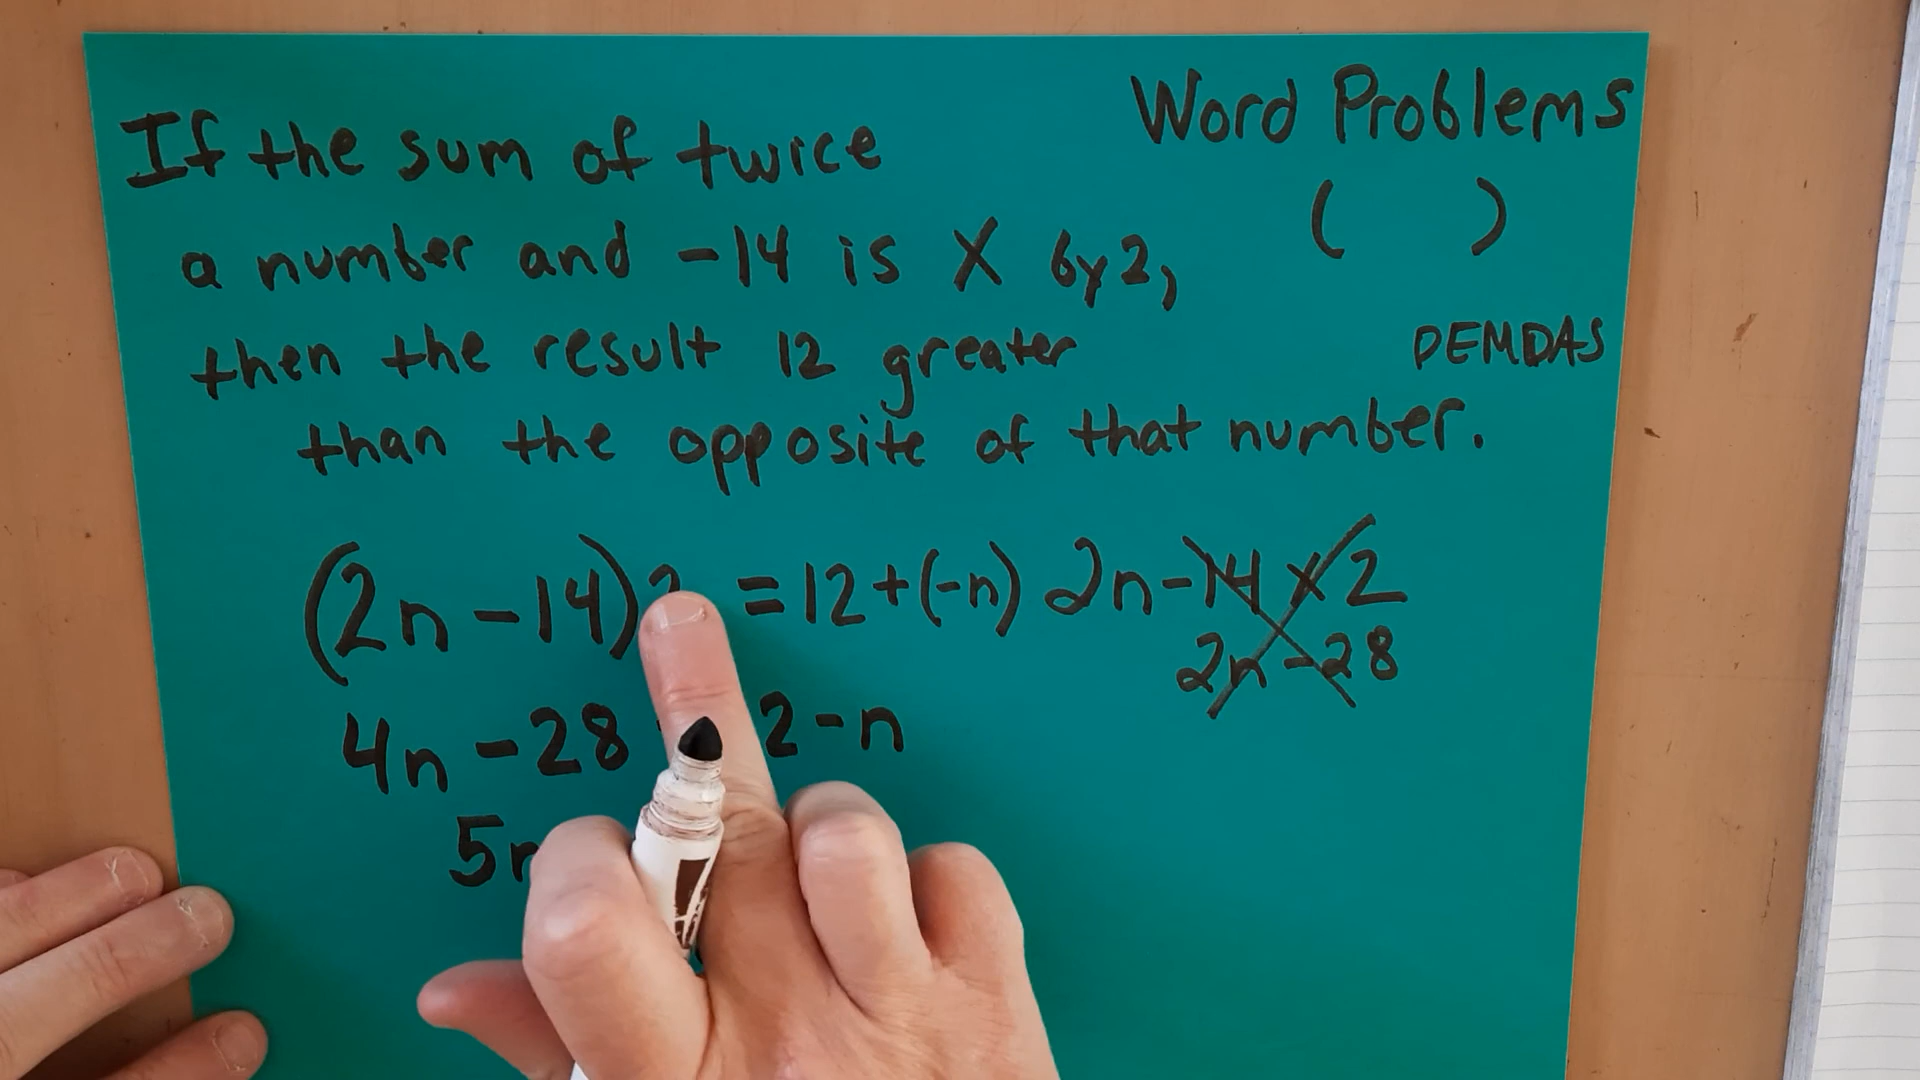 Word Problems
( )
PEMDAS
If the sum of twice
a number and -14 is X by 2,
then the result 12 greater
than the opposite of that number.
(2n - 14)2 = 12 + (-n)
2n - 14 x 2
2n - 28
4n - 28 2 - n
5n